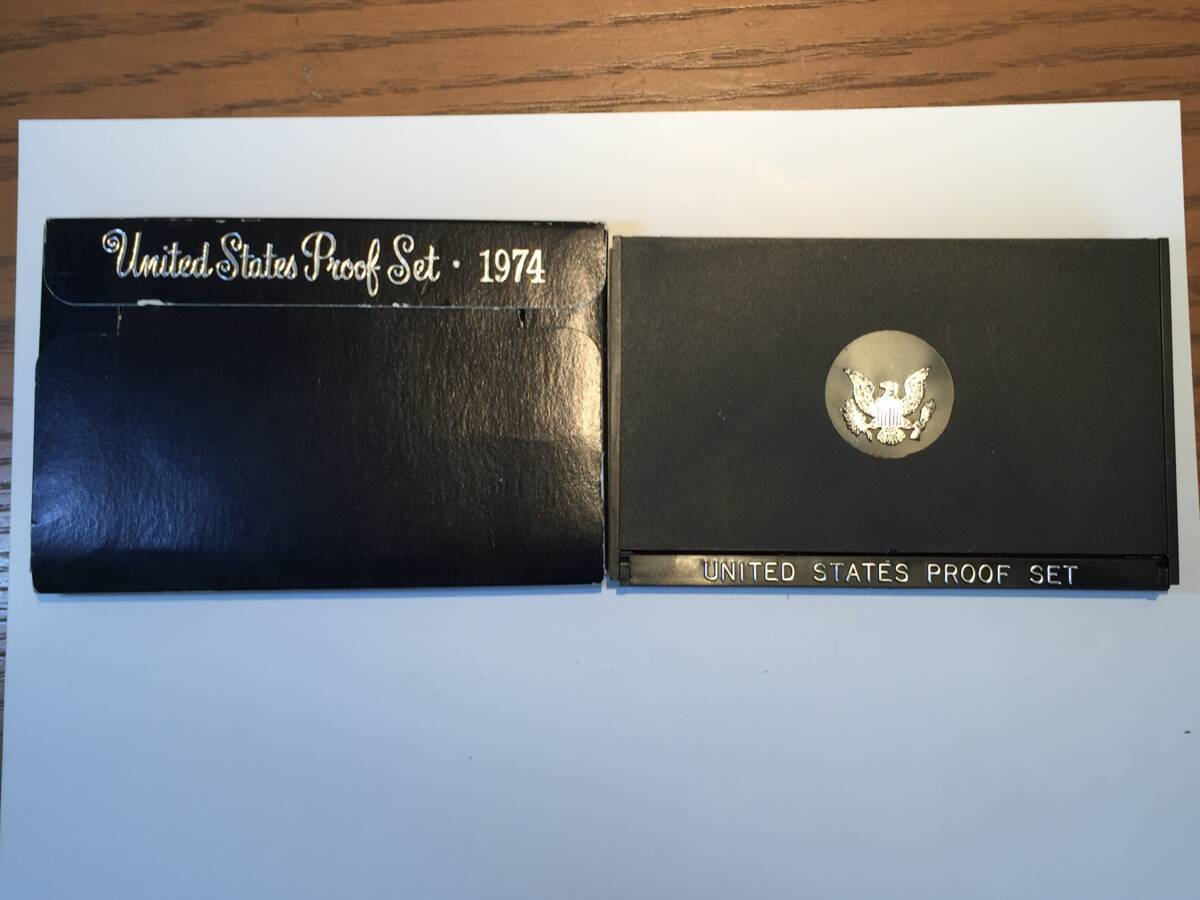 United States Proof Set · 1974
UNITED STATES PROOF SET